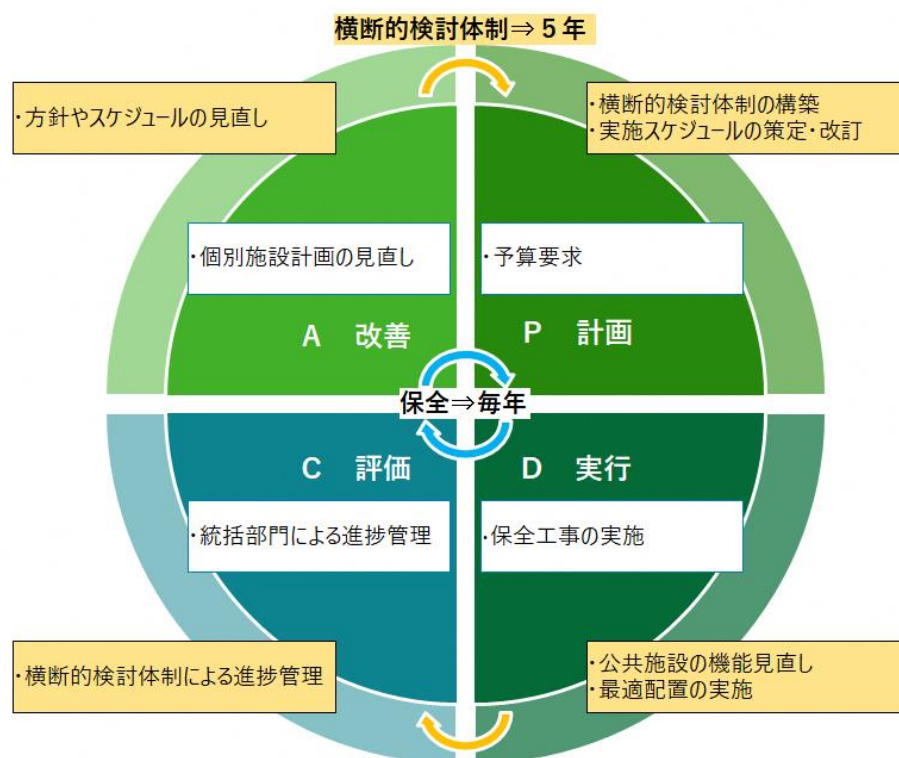 横断的検討体制⇒５年
・方針やスケジュールの見直し
・横断的検討体制の構築
・実施スケジュールの策定・改訂
・個別施設計画の見直し
・予算要求
A　改善
P　計画
保全⇒毎年
C　評価
D　実行
・統括部門による進捗管理
・保全工事の実施
・横断的検討体制による進捗管理
・公共施設の機能見直し
・最適配置の実施